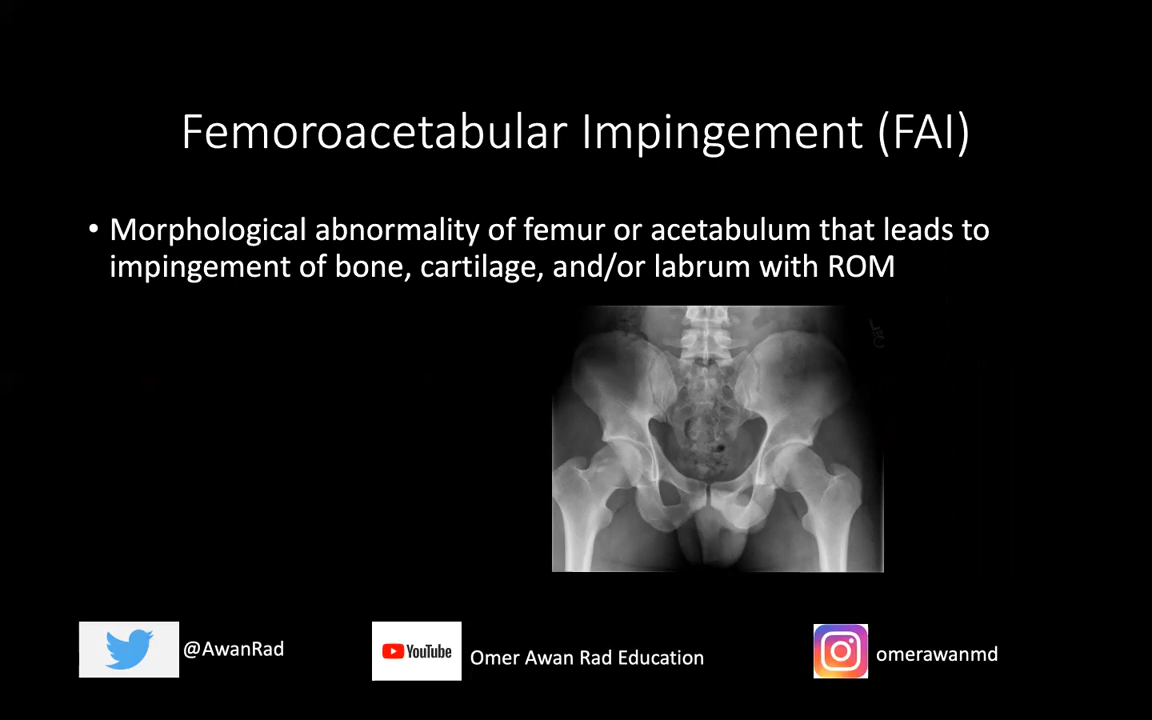 Femoroacetabular Impingement (FAI)
• Morphological abnormality of femur or acetabulum that leads to
impingement of bone, cartilage, and/or labrum with ROM
@AwanRad
YouTube
Omer Awan Rad Education
omerawanmd